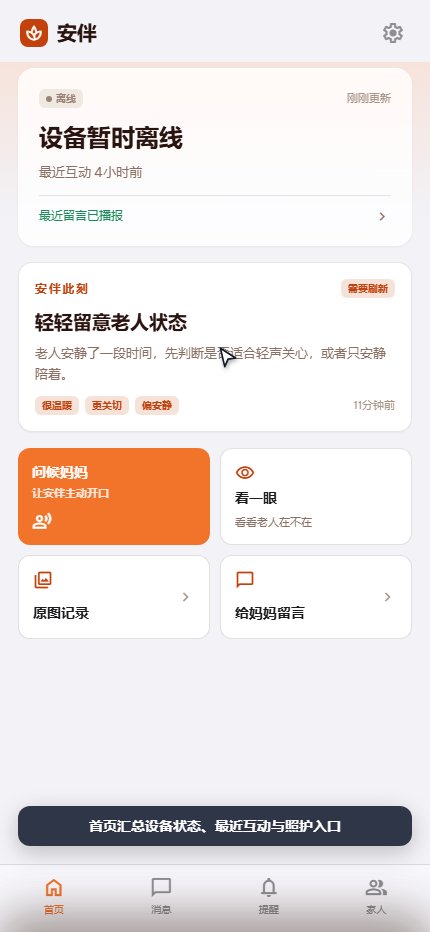 安伴
离线
刚刚更新
设备暂时离线
最近互动 4小时前
最近留言已播报
安伴此刻
需要刷新
轻轻留意老人状态
老人安静了一段时间，先判断是否适合轻声关心，或者只安静
陪着。
很温暖
更关切
偏安静
11分钟前
问候妈妈
让安伴主动开口
看一眼
看看老人在不在
原图记录
给妈妈留言
首页汇总设备状态、最近互动与照护入口
首页
消息
提醒
家人